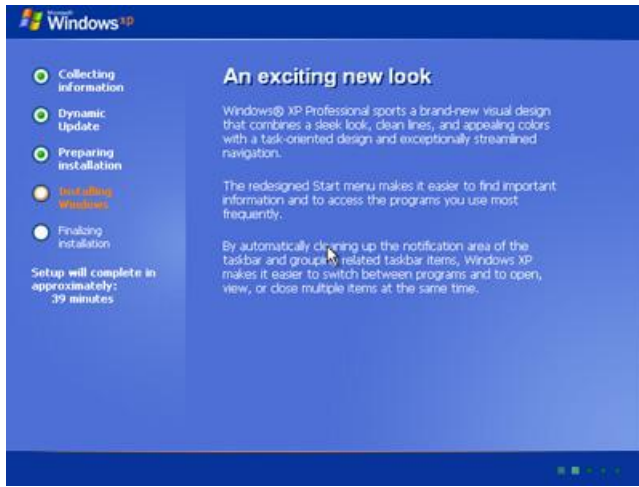 Microsoft
Windows xp
Collecting
information
Dynamic
Update
Preparing
installation
Installing
Windows
Finalizing
installation
Setup will complete in
approximately:
39 minutes
An exciting new look
Windows® XP Professional sports a brand-new visual design
that combines a sleek look, clean lines, and appealing colors
with a task-oriented design and exceptionally streamlined
navigation.
The redesigned Start menu makes it easier to find important
information and to access the programs you use most
frequently.
By automatically cleaning up the notification area of the
taskbar and grouping related taskbar items, Windows XP
makes it easier to switch between programs and to open,
view, or close multiple items at the same time.